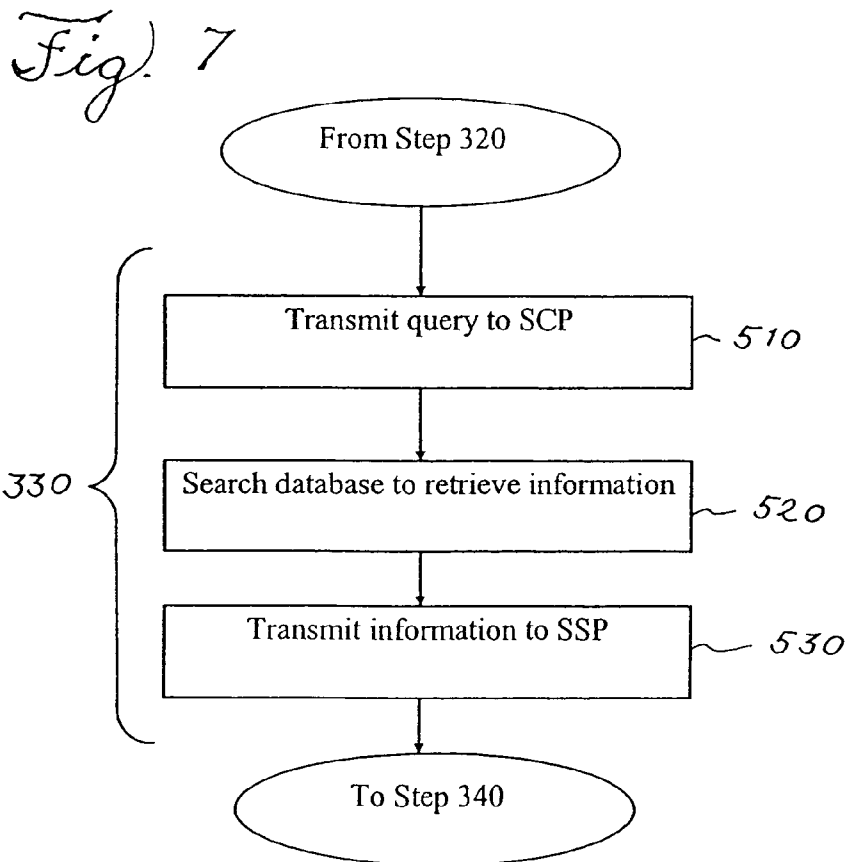 Fig. 7
From Step 320
Transmit query to SCP
510
330
Search database to retrieve information
520
Transmit information to SSP
530
To Step 340